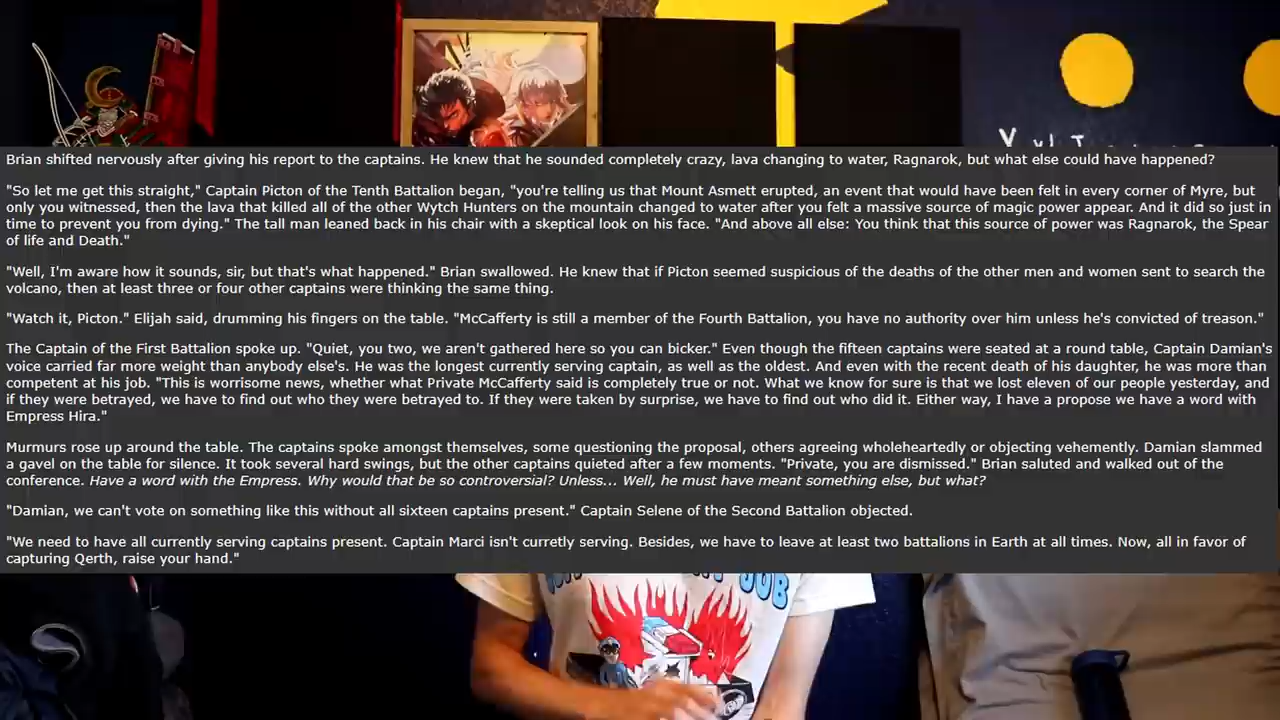 Brian shifted nervously after giving his report to the captains. He knew that he sounded completely crazy, lava changing to water, Ragnarok, but what else could have happened?
"So let me get this straight," Captain Picton of the Tenth Battalion began, "you're telling us that Mount Asmett erupted, an event that would have been felt in every corner of Myre, but
only you witnessed, then the lava that killed all of the other Wytch Hunters on the mountain changed to water after you felt a massive source of magic power appear. And it did so just in
time to prevent you from dying." The tall man leaned back in his chair with a skeptical look on his face. "And above all else: You think that this source of power was Ragnarok, the Spear
of life and Death."
"Well, I'm aware how it sounds, sir, but that's what happened." Brian swallowed. He knew that if Picton seemed suspicious of the deaths of the other men and women sent to search the
volcano, then at least three or four other captains were thinking the same thing.
"Watch it, Picton." Elijah said, drumming his fingers on the table. "McCafferty is still a member of the Fourth Battalion, you have no authority over him unless he's convicted of treason."
The Captain of the First Battalion spoke up. "Quiet, you two, we aren't gathered here so you can bicker." Even though the fifteen captains were seated at a round table, Captain Damian's
voice carried far more weight than anybody else's. He was the longest currently serving captain, as well as the oldest. And even with the recent death of his daughter, he was more than
competent at his job. "This is worrisome news, whether what Private McCafferty said is completely true or not. What we know for sure is that we lost eleven of our people yesterday, and
if they were betrayed, we have to find out who they were betrayed to. If they were taken by surprise, we have to find out who did it. Either way, I have a propose we have a word with
Empress Hira."
Murmurs rose up around the table. The captains spoke amongst themselves, some questioning the proposal, others agreeing wholeheartedly or objecting vehemently. Damian slammed
a gavel on the table for silence. It took several hard swings, but the other captains quieted after a few moments. "Private, you are dismissed." Brian saluted and walked out of the
conference. Have a word with the Empress. Why would that be so controversial? Unless... Well, he must have meant something else, but what?
"Damian, we can't vote on something like this without all sixteen captains present." Captain Selene of the Second Battalion objected.
"We need to have all currently serving captains present. Captain Marci isn't curretly serving. Besides, we have to leave at least two battalions in Earth at all times. Now, all in favor of
capturing Qerth, raise your hand."